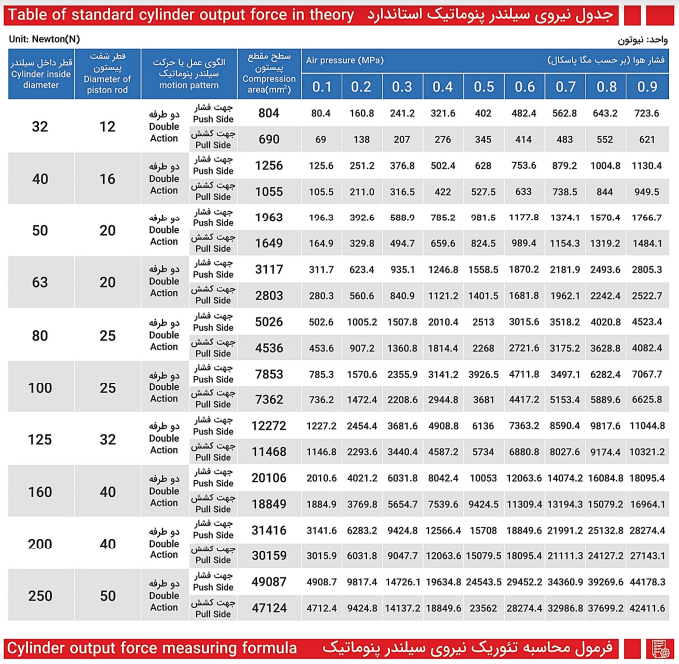 Table of standard cylinder output force in theory جدول نیروی سیلندر پنوماتیک استاندارد
Unit: Newton(N) واحد: نیوتون
قطر داخل سیلندر
Cylinder inside
diameter
قطر شفت
پیستون
Diameter of
piston rod
الگوی عمل یا حرکت
سیلندر پنوماتیک
motion pattern
سطح مقطع
پیستون
Compression
area(mm²)
Air pressure (MPa) فشار هوا (بر حسب مگا پاسکال)
0.1 0.2 0.3 0.4 0.5 0.6 0.7 0.8 0.9
32 12 دو طرفه
Double
Action
جهت فشار
Push Side
804 80.4 160.8 241.2 321.6 402 482.4 562.8 643.2 723.6
جهت کشش
Pull Side
690 69 138 207 276 345 414 483 552 621
40 16 دو طرفه
Double
Action
جهت فشار
Push Side
1256 125.6 251.2 376.8 502.4 628 753.6 879.2 1004.8 1130.4
جهت کشش
Pull Side
1055 105.5 211.0 316.5 422 527.5 633 738.5 844 949.5
50 20 دو طرفه
Double
Action
جهت فشار
Push Side
1963 196.3 392.6 588.9 785.2 981.5 1177.8 1374.1 1570.4 1766.7
جهت کشش
Pull Side
1649 164.9 329.8 494.7 659.6 824.5 989.4 1154.3 1319.2 1484.1
63 20 دو طرفه
Double
Action
جهت فشار
Push Side
3117 311.7 623.4 935.1 1246.8 1558.5 1870.2 2181.9 2493.6 2805.3
جهت کشش
Pull Side
2803 280.3 560.6 840.9 1121.2 1401.5 1681.8 1962.1 2242.4 2522.7
80 25 دو طرفه
Double
Action
جهت فشار
Push Side
5026 502.6 1005.2 1507.8 2010.4 2513 3015.6 3518.2 4020.8 4523.4
جهت کشش
Pull Side
4536 453.6 907.2 1360.8 1814.4 2268 2721.6 3175.2 3628.8 4082.4
100 25 دو طرفه
Double
Action
جهت فشار
Push Side
7853 785.3 1570.6 2355.9 3141.2 3926.5 4711.8 3497.1 6282.4 7067.7
جهت کشش
Pull Side
7362 736.2 1472.4 2208.6 2944.8 3681 4417.2 5153.4 5889.6 6625.8
125 32 دو طرفه
Double
Action
جهت فشار
Push Side
12272 1227.2 2454.4 3681.6 4908.8 6136 7363.2 8590.4 9817.6 11044.8
جهت کشش
Pull Side
11468 1146.8 2293.6 3440.4 4587.2 5734 6880.8 8027.6 9174.4 10321.2
160 40 دو طرفه
Double
Action
جهت فشار
Push Side
20106 2010.6 4021.2 6031.8 8042.4 10053 12063.6 14074.2 16084.8 18095.4
جهت کشش
Pull Side
18849 1884.9 3769.8 5654.7 7539.6 9424.5 11309.4 13194.3 15079.2 16964.1
200 40 دو طرفه
Double
Action
جهت فشار
Push Side
31416 3141.6 6283.2 9424.8 12566.4 15708 18849.6 21991.2 25132.8 28274.4
جهت کشش
Pull Side
30159 3015.9 6031.8 9047.7 12063.6 15079.5 18095.4 21111.3 24127.2 27143.1
250 50 دو طرفه
Double
Action
جهت فشار
Push Side
49087 4908.7 9817.4 14726.1 19634.8 24543.5 29452.2 34360.9 39269.6 44178.3
جهت کشش
Pull Side
47124 4712.4 9424.8 14137.2 18849.6 23562 28274.4 32986.8 37699.2 42411.6
Cylinder output force measuring formula فرمول محاسبه تئوریک نیروی سیلندر پنوماتیک